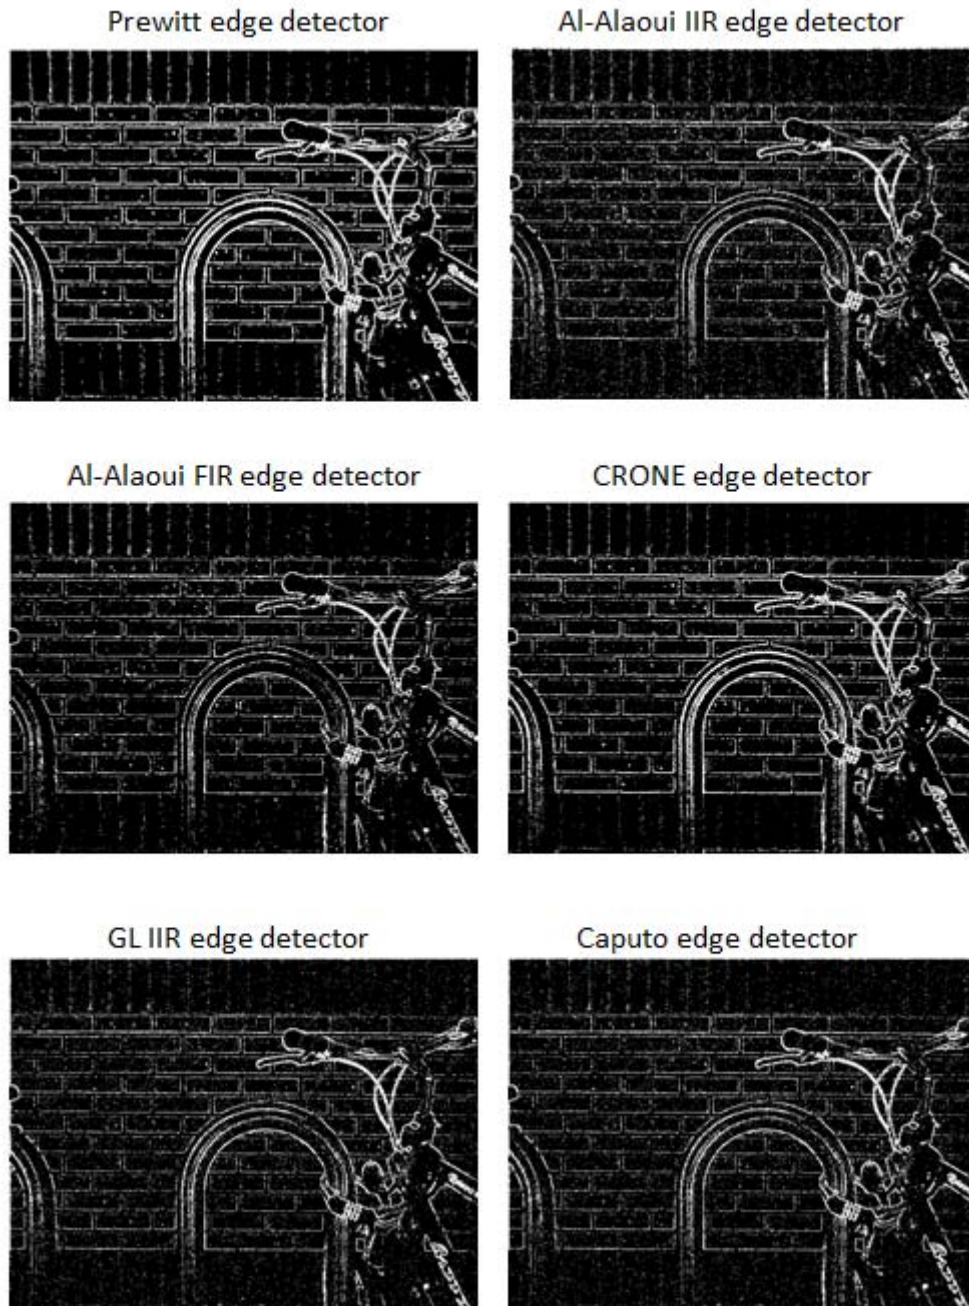 Prewitt edge detector
Al-Alaoui IIR edge detector
Al-Alaoui FIR edge detector
CRONE edge detector
GL IIR edge detector
Caputo edge detector